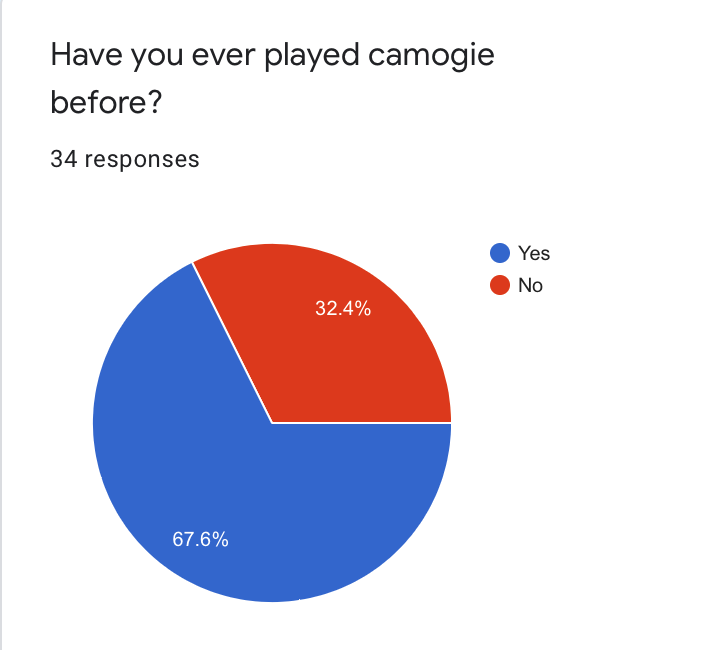 Have you ever played camogie
before?
34 responses
Yes
No
32.4%
67.6%